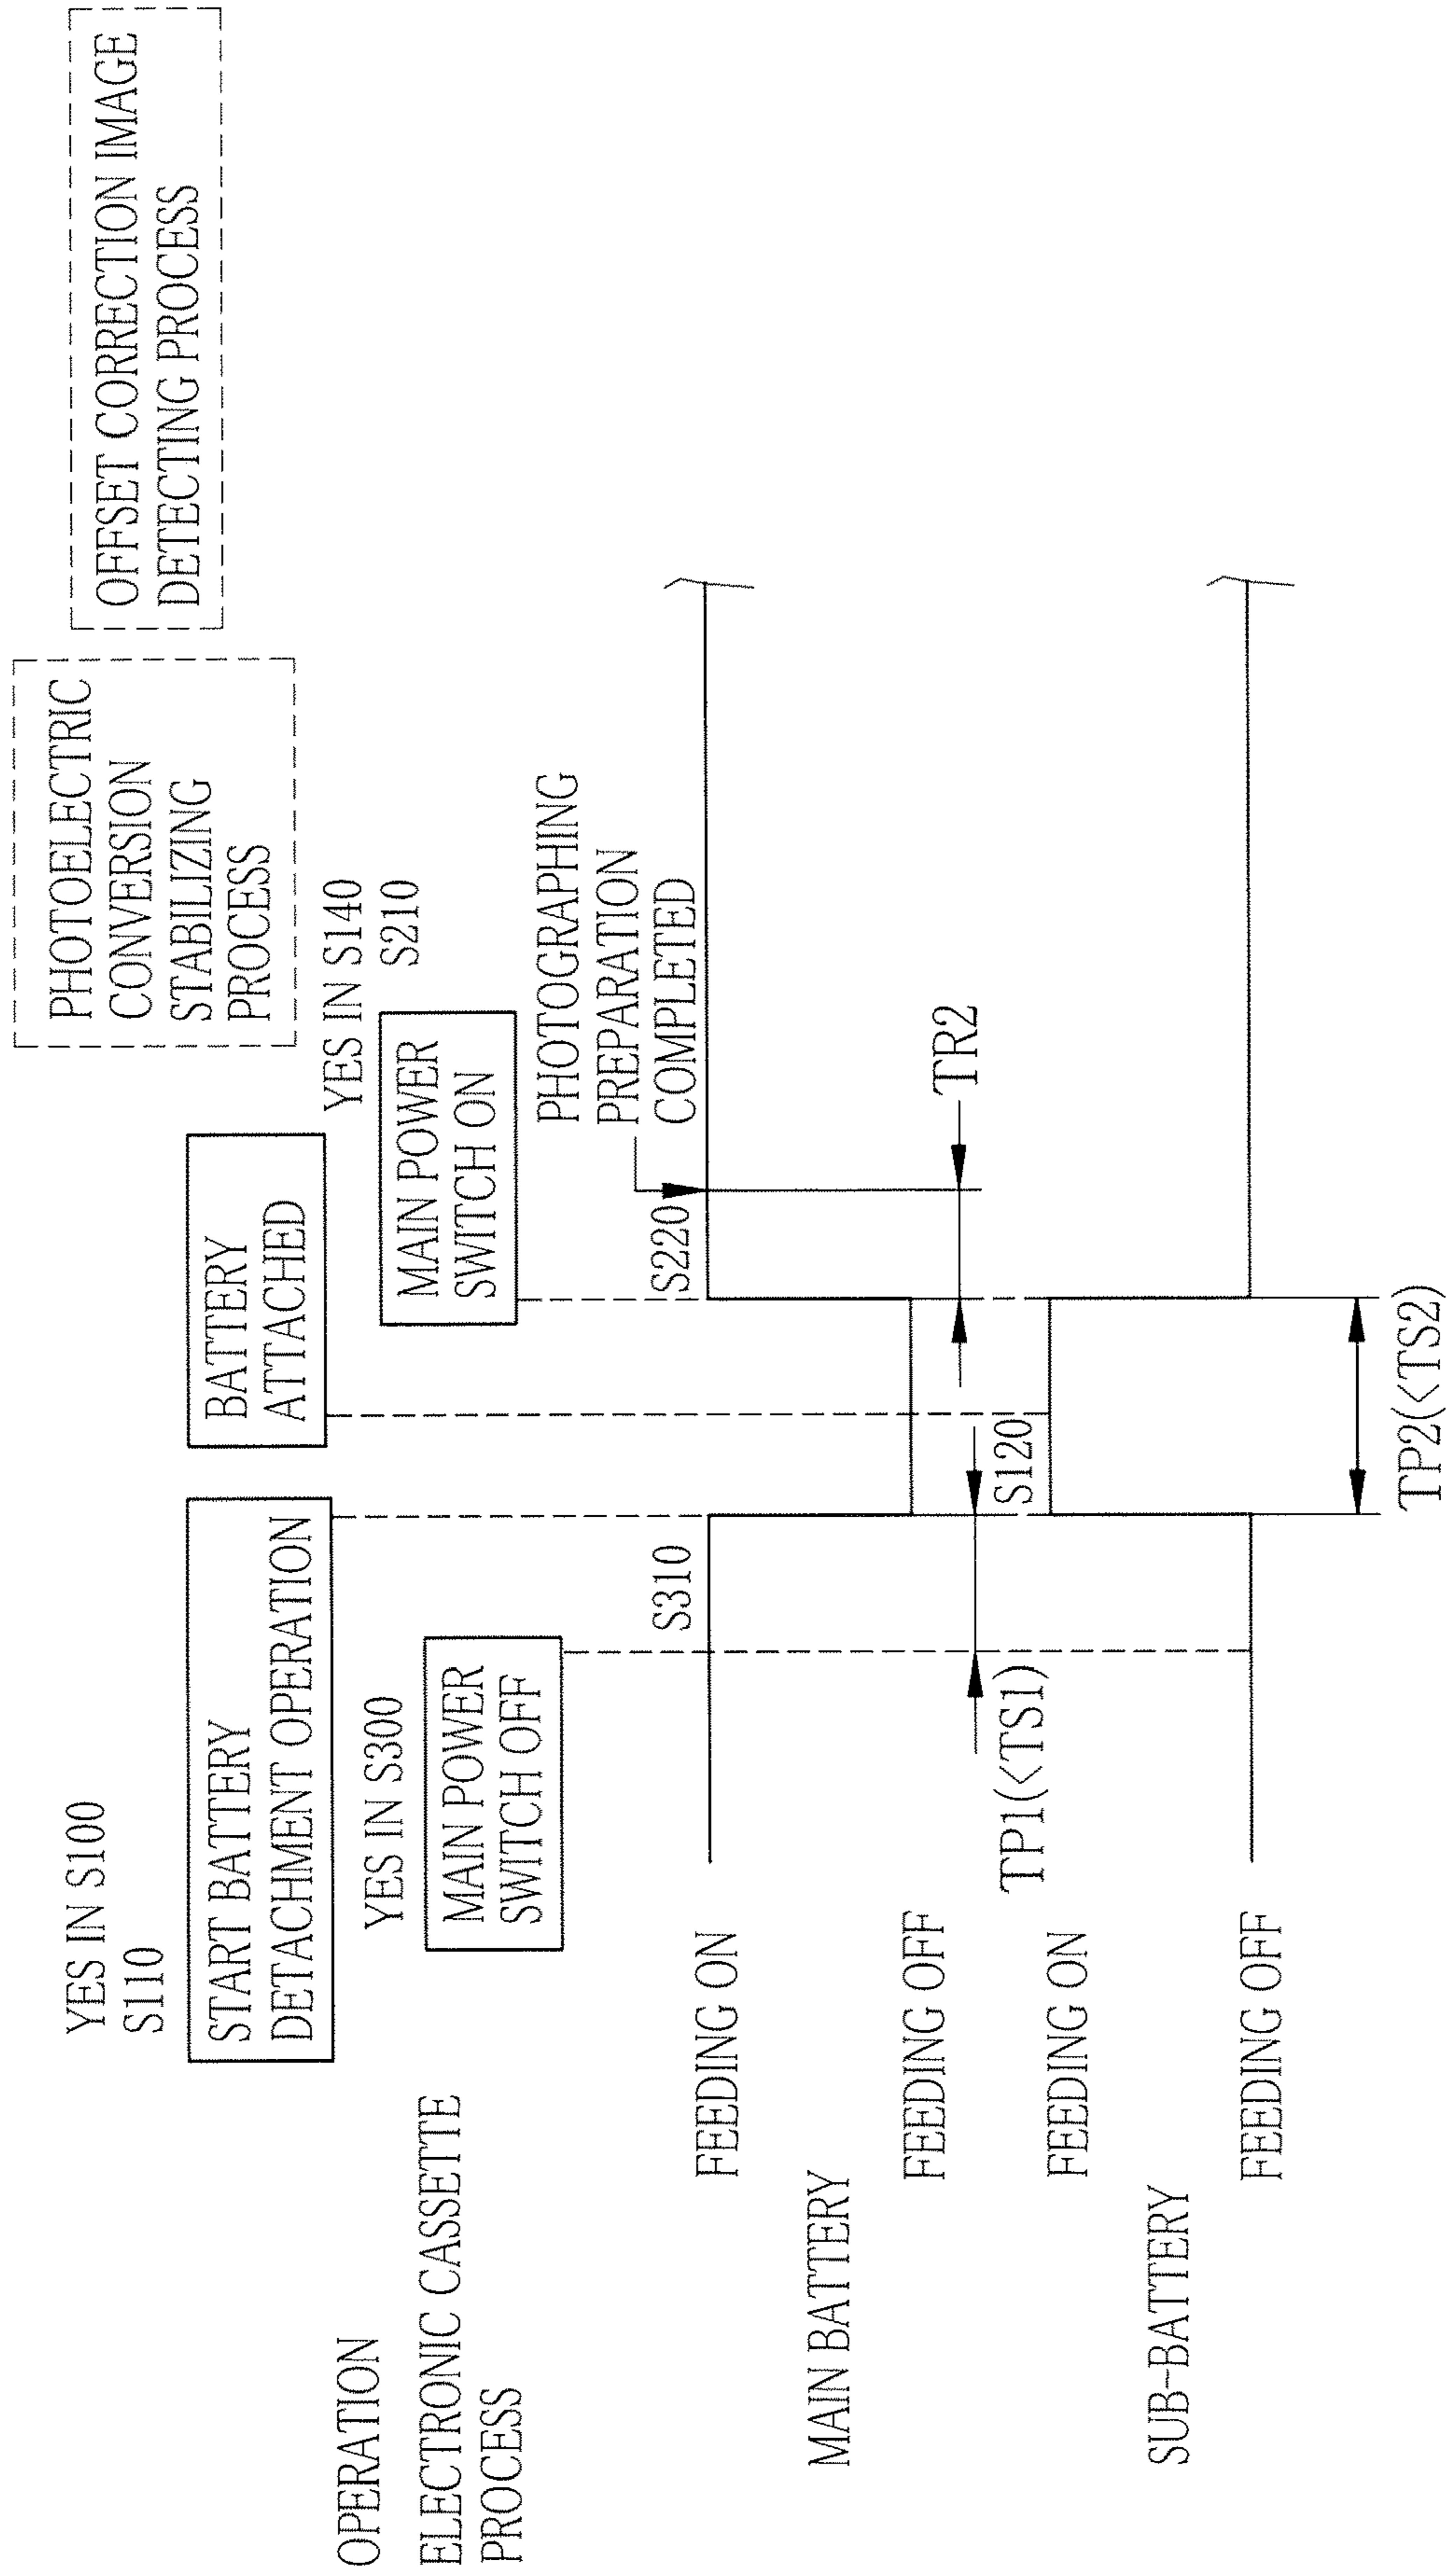 OFFSET CORRECTION IMAGE
DETECTING PROCESS
PHOTOELECTRIC
CONVERSION
STABILIZING
PROCESS
YES IN S100
S110
START BATTERY
DETACHMENT OPERATION
BATTERY
ATTACHED
YES IN S140
S210
OPERATION
YES IN S300
MAIN POWER
SWITCH OFF
MAIN POWER
SWITCH ON
ELECTRONIC CASSETTE
PROCESS
PHOTOGRAPHING
PREPARATION
COMPLETED
S310
S220
FEEDING ON
MAIN BATTERY
FEEDING OFF
TR2
TP1(<TS1)
S120
FEEDING ON
SUB-BATTERY
FEEDING OFF
TP2(<TS2)